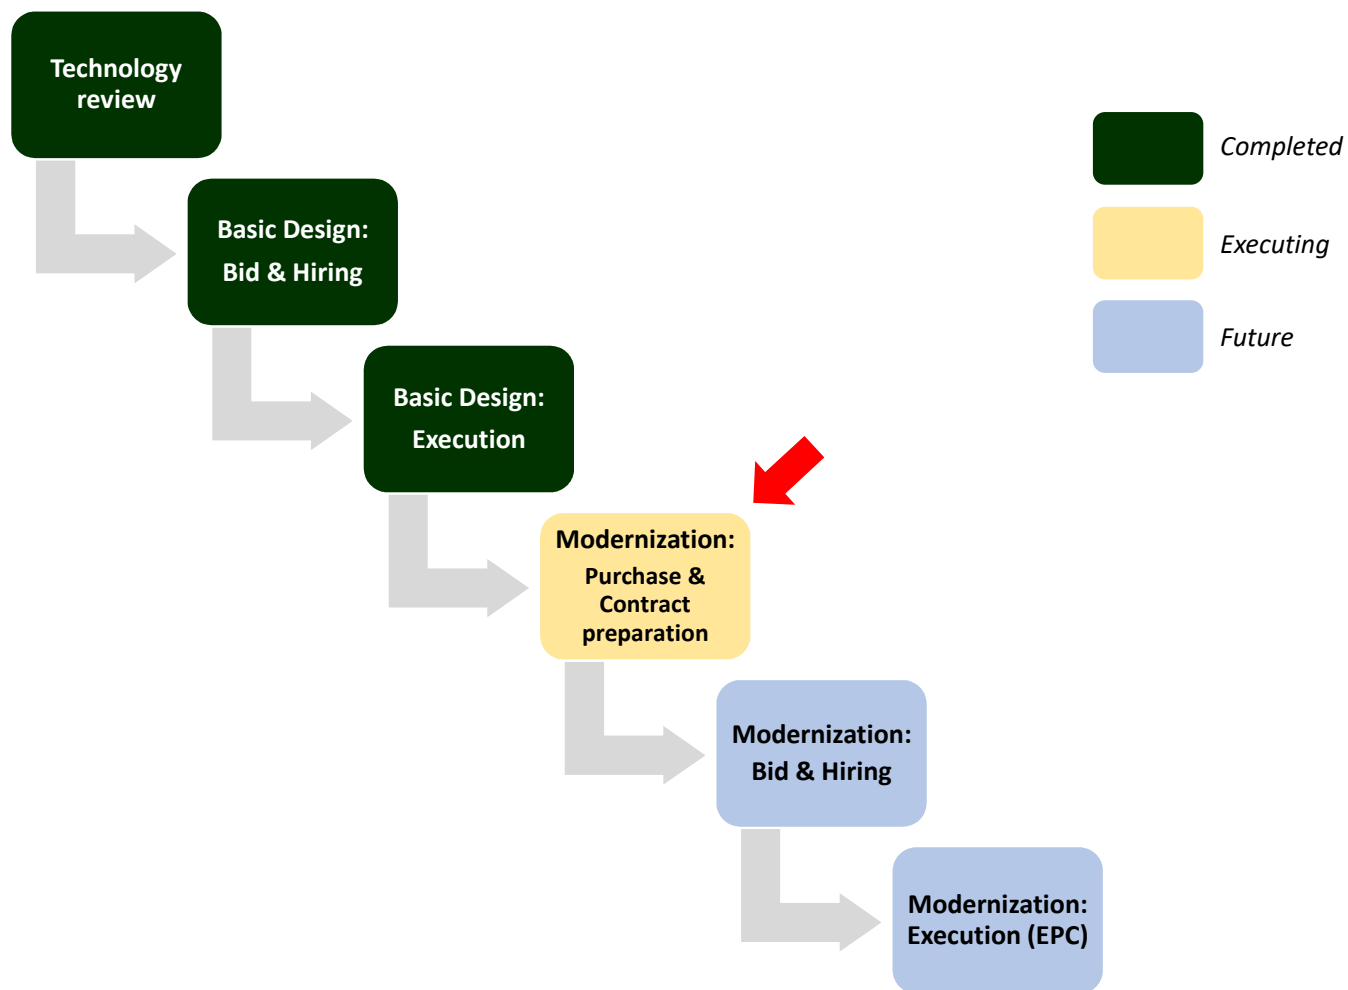 Technology
review
Completed
Basic Design:
Bid & Hiring
Executing
Future
Basic Design:
Execution
Modernization:
Purchase &
Contract
preparation
Modernization:
Bid & Hiring
Modernization:
Execution (EPC)